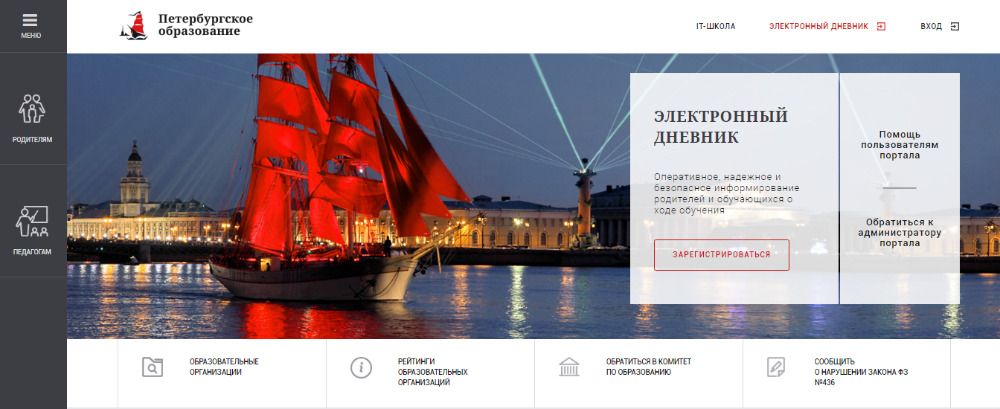 МЕНЮ
РОДИТЕЛЯМ
ПЕДАГОГАМ
Петербургское
образование
IT-ШКОЛА
ЭЛЕКТРОННЫЙ ДНЕВНИК
ВХОД
ЭЛЕКТРОННЫЙ
ДНЕВНИК
Оперативное, надежное и
безопасное информирование
родителей и обучающихся о
ходе обучения
ЗАРЕГИСТРИРОВАТЬСЯ
Помощь
пользователям
портала
Обратиться к
администратору
портала
ОБРАЗОВАТЕЛЬНЫЕ
ОРГАНИЗАЦИИ
РЕЙТИНГИ
ОБРАЗОВАТЕЛЬНЫХ
ОРГАНИЗАЦИЙ
ОБРАТИТЬСЯ В КОМИТЕТ
ПО ОБРАЗОВАНИЮ
СООБЩИТЬ
О НАРУШЕНИИ ЗАКОНА ФЗ
№436